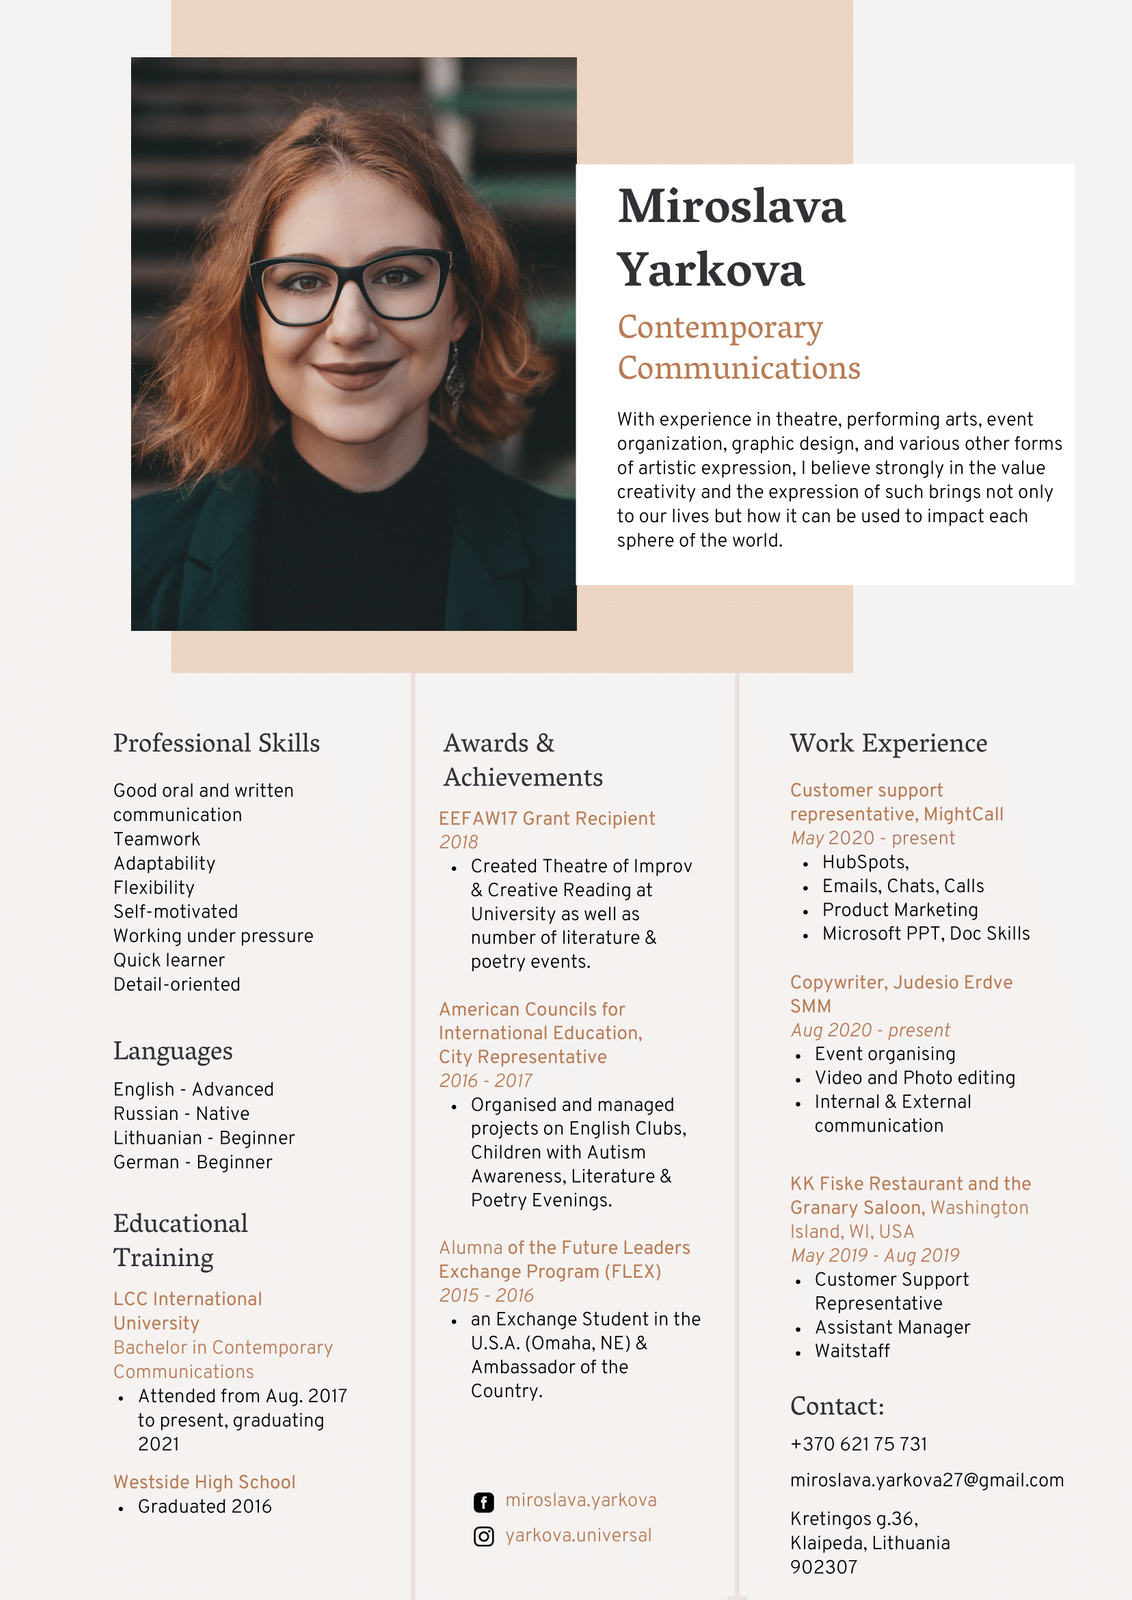 Miroslava
Yarkova
Contemporary
Communications
With experience in theatre, performing arts, event
organization, graphic design, and various other forms
of artistic expression, I believe strongly in the value
creativity and the expression of such brings not only
to our lives but how it can be used to impact each
sphere of the world.
Professional Skills
Good oral and written
communication
Teamwork
Adaptability
Flexibility
Self-motivated
Working under pressure
Quick learner
Detail-oriented
Languages
English - Advanced
Russian - Native
Lithuanian - Beginner
German - Beginner
Educational
Training
LCC International
University
Bachelor in Contemporary
Communications
• Attended from Aug. 2017
to present, graduating
2021
Westside High School
• Graduated 2016
Awards &
Achievements
EEFAW17 Grant Recipient
2018
• Created Theatre of Improv
& Creative Reading at
University as well as
number of literature &
poetry events.
American Councils for
International Education,
City Representative
2016 - 2017
• Organised and managed
projects on English Clubs,
Children with Autism
Awareness, Literature &
Poetry Evenings.
Alumna of the Future Leaders
Exchange Program (FLEX)
2015 - 2016
• an Exchange Student in the
U.S.A. (Omaha, NE) &
Ambassador of the
Country.
miroslava.yarkova
yarkova.universal
Work Experience
Customer support
representative, MightCall
May 2020 - present
• HubSpots,
• Emails, Chats, Calls
• Product Marketing
• Microsoft PPT, Doc Skills
Copywriter, Judesio Erdve
SMM
Aug 2020 - present
• Event organising
• Video and Photo editing
• Internal & External
communication
KK Fiske Restaurant and the
Granary Saloon, Washington
Island, WI, USA
May 2019 - Aug 2019
• Customer Support
Representative
• Assistant Manager
• Waitstaff
Contact:
+370 621 75 731
miroslava.yarkova27@gmail.com
Kretingos g.36,
Klaipeda, Lithuania
902307